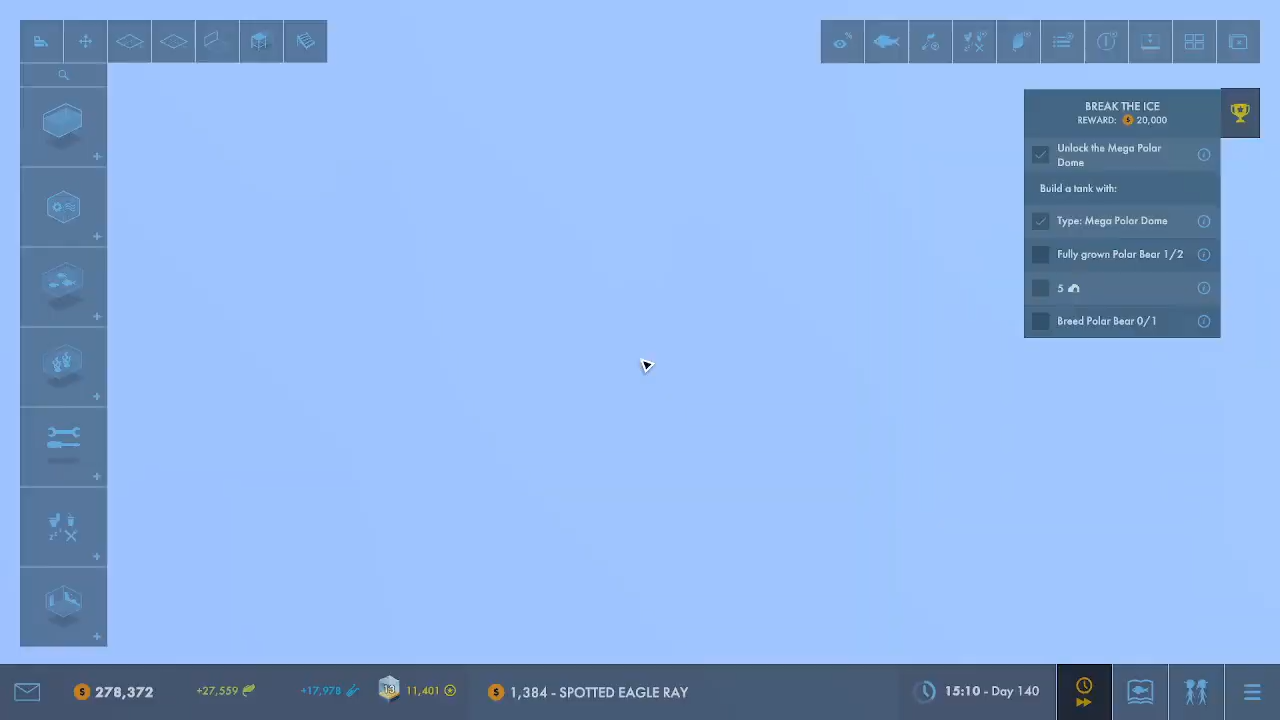 BREAK THE ICE
REWARD: $ 20,000
Unlock the Mega Polar
Dome
Build a tank with:
Type: Mega Polar Dome
Fully grown Polar Bear 1/2
5
Breed Polar Bear 0/1
$ 278,372
+27,559
+17,978
13
11,401
$ 1,384 - SPOTTED EAGLE RAY
15:10 - Day 140